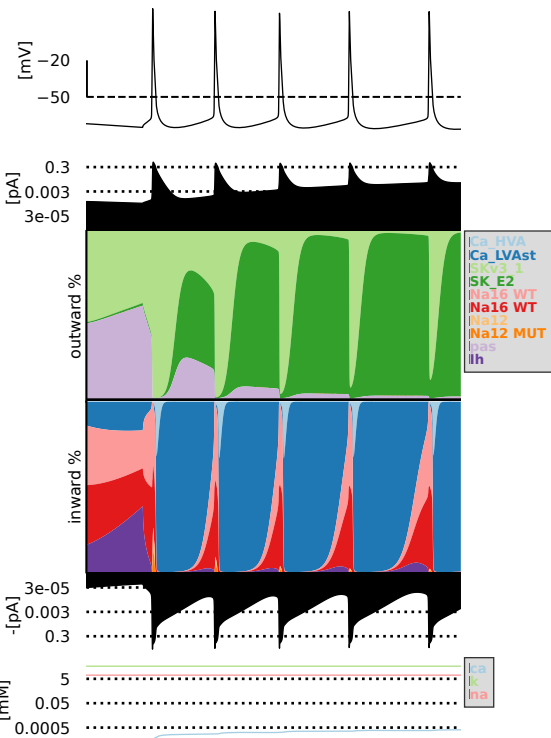 [mV]
−20
−50
[pA]
0.3
0.003
3e-05
outward %
Ca_HVA
Ca_LVAst
SKv3_1
SK_E2
Na16 WT
Na16 WT
Na12
Na12 MUT
pas
Ih
inward %
-[pA]
3e-05
0.003
0.3
[mM]
5
0.05
0.0005
ca
k
na